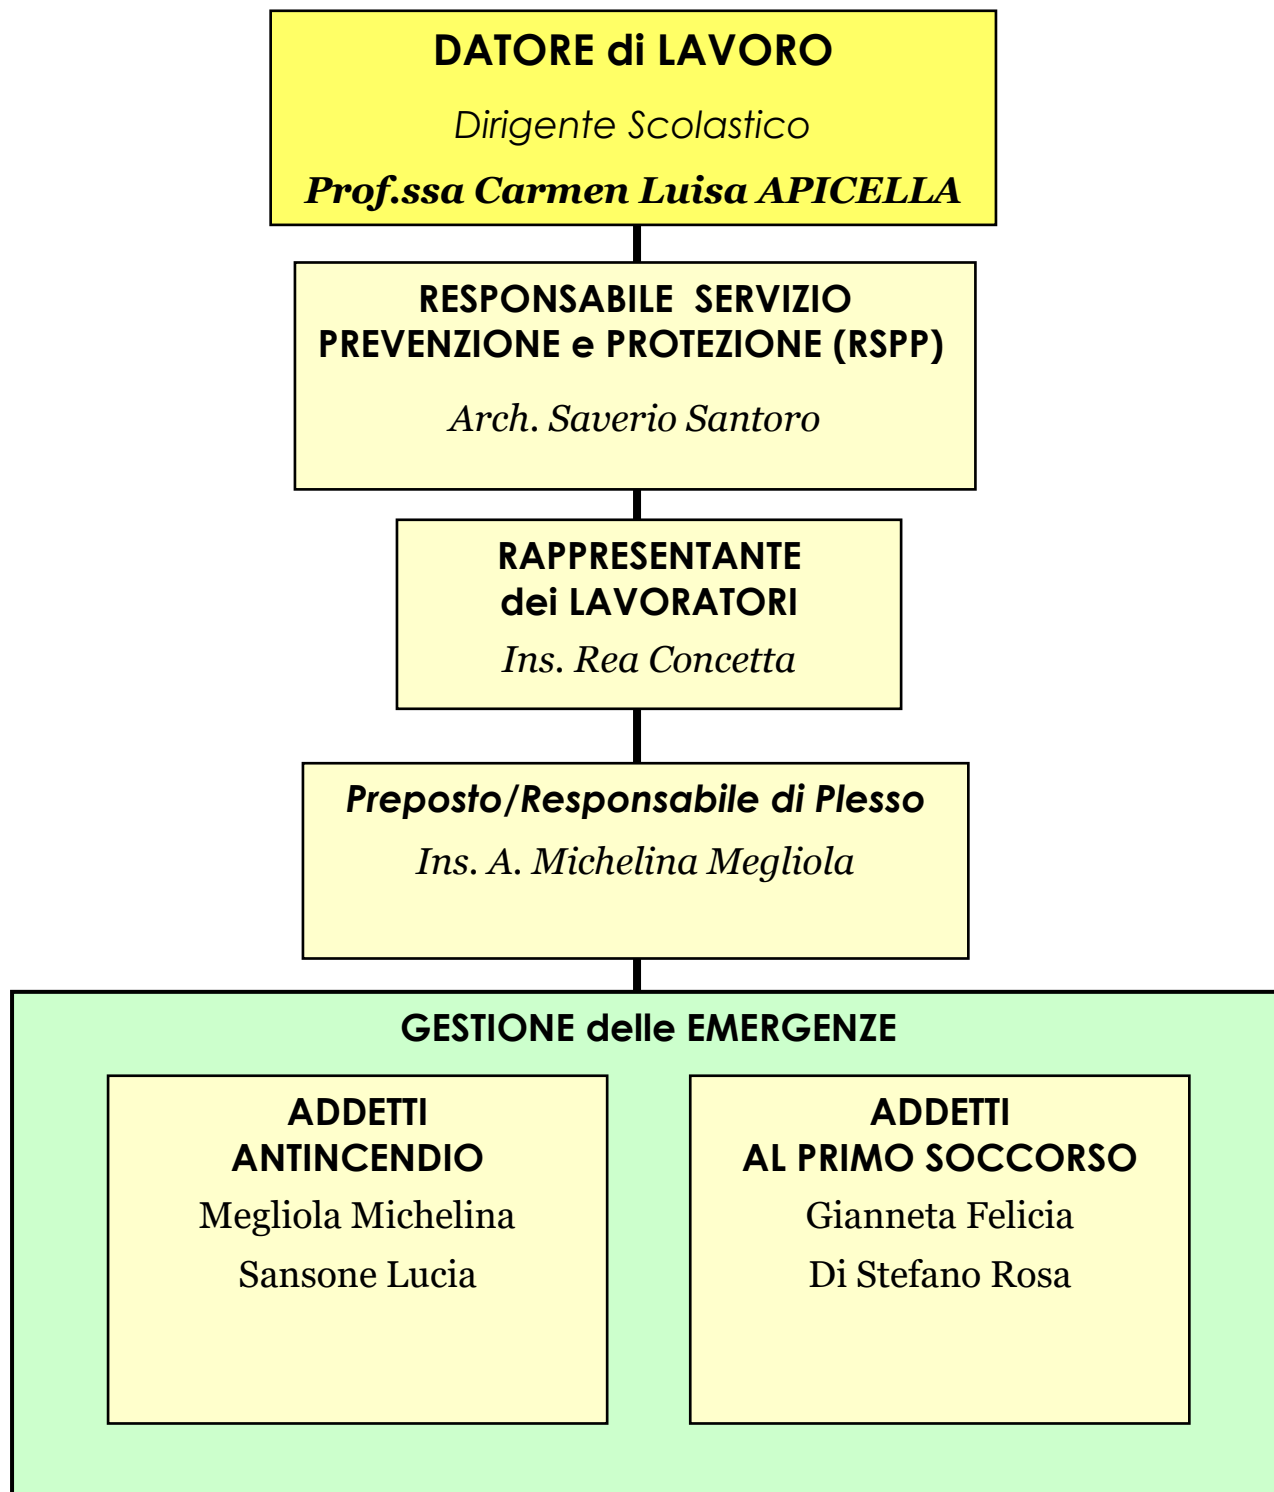 DATORE di LAVORO
Dirigente Scolastico
Prof.ssa Carmen Luisa APICELLA
RESPONSABILE SERVIZIO
PREVENZIONE e PROTEZIONE (RSPP)
Arch. Saverio Santoro
RAPPRESENTANTE
dei LAVORATORI
Ins. Rea Concetta
Preposto/Responsabile di Plesso
Ins. A. Michelina Megliola
GESTIONE delle EMERGENZE
ADDETTI
ANTINCENDIO
Megliola Michelina
Sansone Lucia
ADDETTI
AL PRIMO SOCCORSO
Gianneta Felicia
Di Stefano Rosa